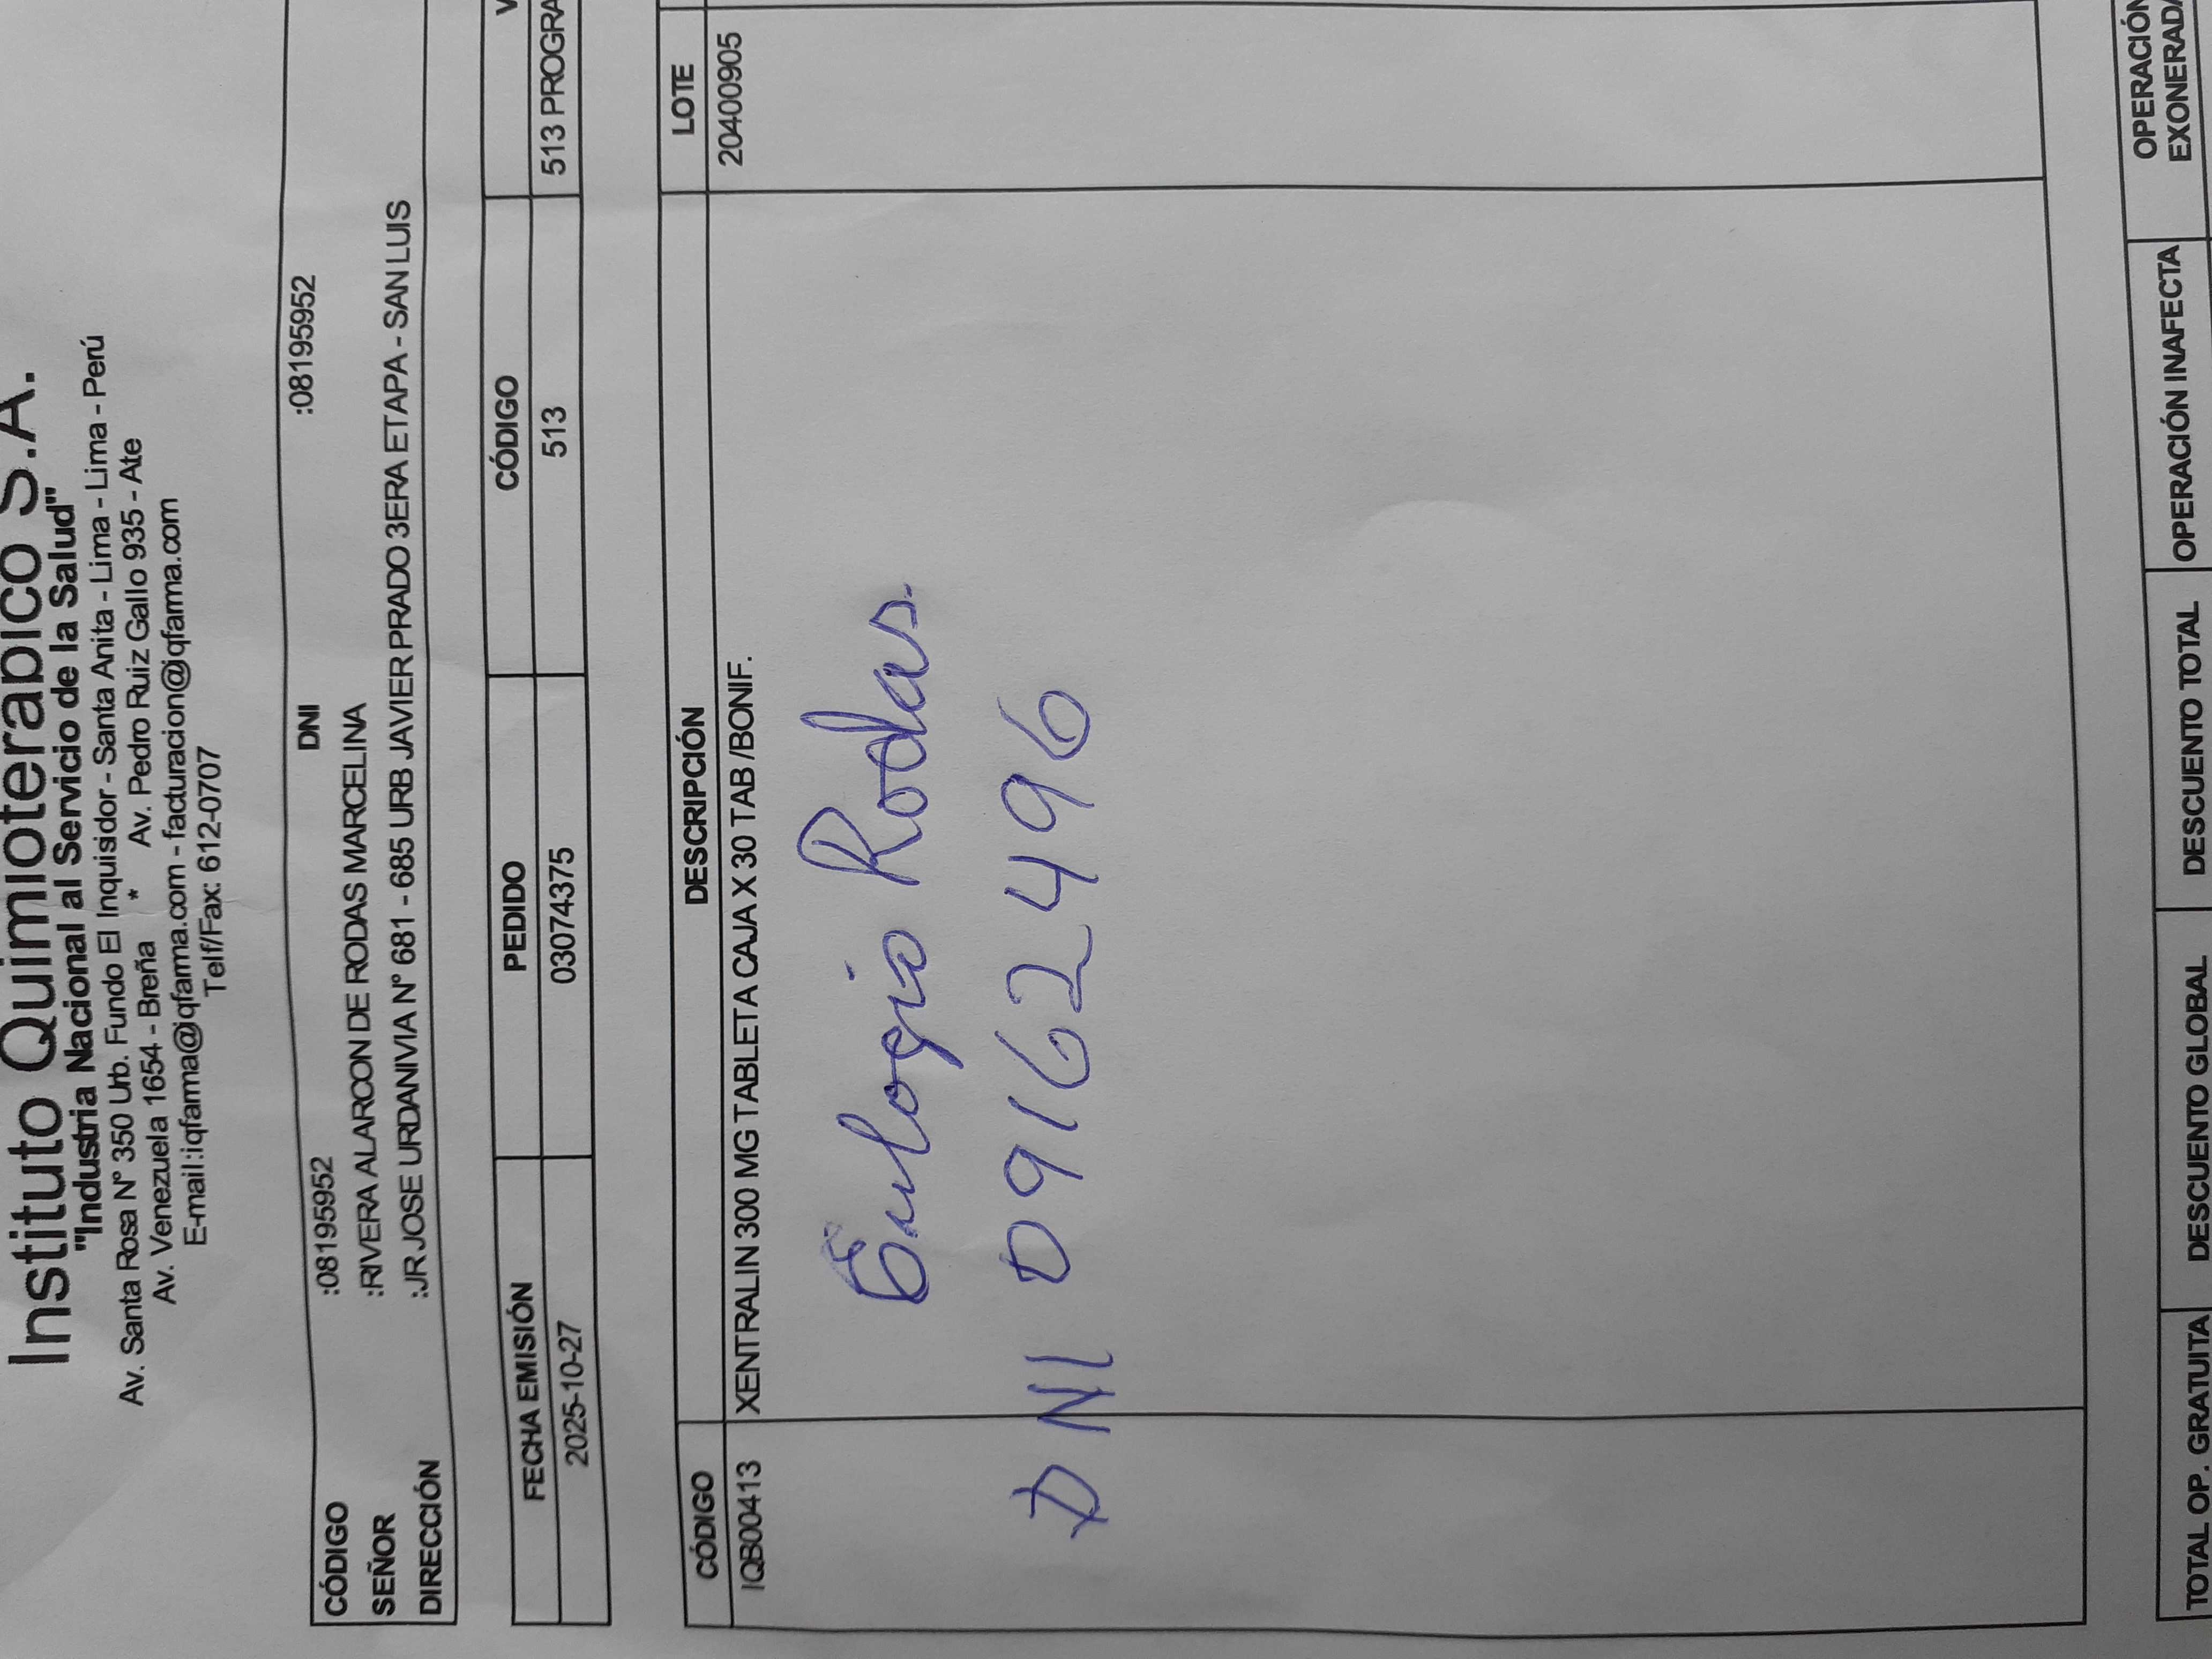 Instituto Quimioterapico S.A.
"Industria Nacional al Servicio de la Salud"
Av. Santa Rosa N° 350 Urb. Fundo El Inquisidor - Santa Anita - Lima - Lima - Perú
Av. Venezuela 1654 - Breña * Av. Pedro Ruiz Gallo 935 - Ate
E-mail:iqfarma@iqfarma.com - facturacion@iqfarma.com
Telf/Fax: 612-0707
CÓDIGO :08195952 DNI :08195952
SEÑOR :RIVERA ALARCON DE RODAS MARCELINA
DIRECCIÓN :JR JOSE URDANIVIA N° 681 - 685 URB JAVIER PRADO 3ERA ETAPA - SAN LUIS
FECHA EMISIÓN PEDIDO CÓDIGO V
2025-10-27 03074375 513 513 PROGRA
CÓDIGO DESCRIPCIÓN LOTE
IQB00413 XENTRALIN 300 MG TABLETA CAJA X 30 TAB /BONIF. 20400905
Eulogio Rodas
DNI 09162496
TOTAL OP. GRATUITA DESCUENTO GLOBAL DESCUENTO TOTAL OPERACIÓN INAFECTA OPERACIÓN EXONERADA